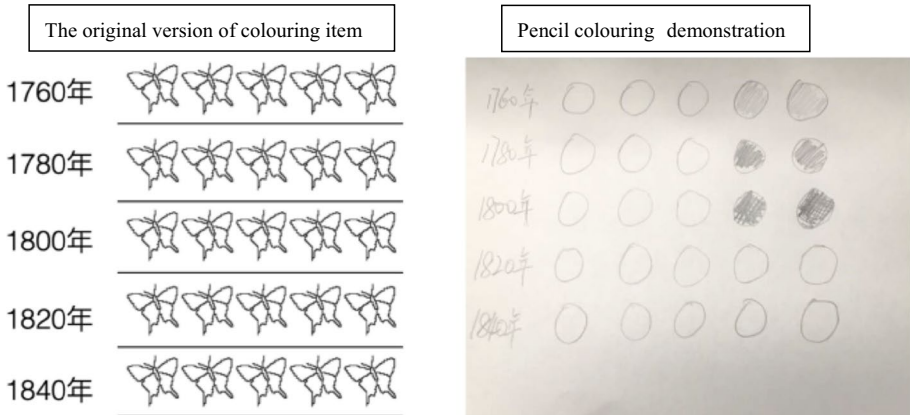 The original version of colouring item
Pencil colouring demonstration
1760年
1780年
1800年
1820年
1840年
1760年
1780年
1800年
1820年
1840年